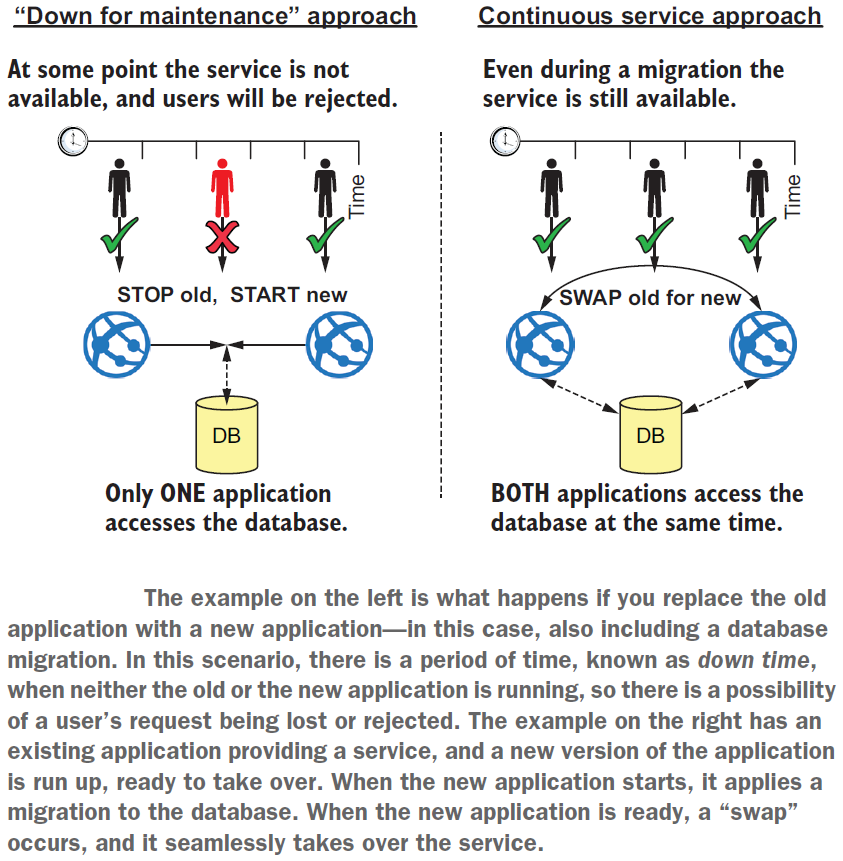 “Down for maintenance” approach
At some point the service is not
available, and users will be rejected.
Time
STOP old, START new
DB
Only ONE application
accesses the database.
Continuous service approach
Even during a migration the
service is still available.
Time
SWAP old for new
DB
BOTH applications access the
database at the same time.
The example on the left is what happens if you replace the old
application with a new application—in this case, also including a database
migration. In this scenario, there is a period of time, known as down time,
when neither the old or the new application is running, so there is a possibility
of a user’s request being lost or rejected. The example on the right has an
existing application providing a service, and a new version of the application
is run up, ready to take over. When the new application starts, it applies a
migration to the database. When the new application is ready, a “swap”
occurs, and it seamlessly takes over the service.